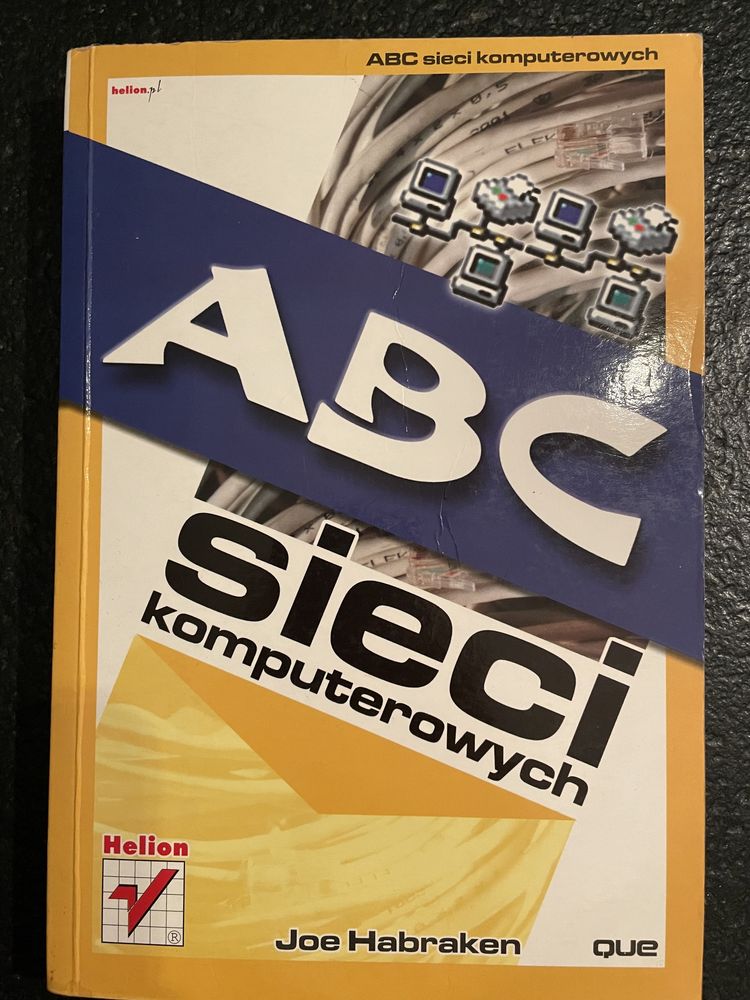 ABC sieci komputerowych
helion.pl
ABC
sieci
komputerowych
Helion
®
Joe Habraken
que